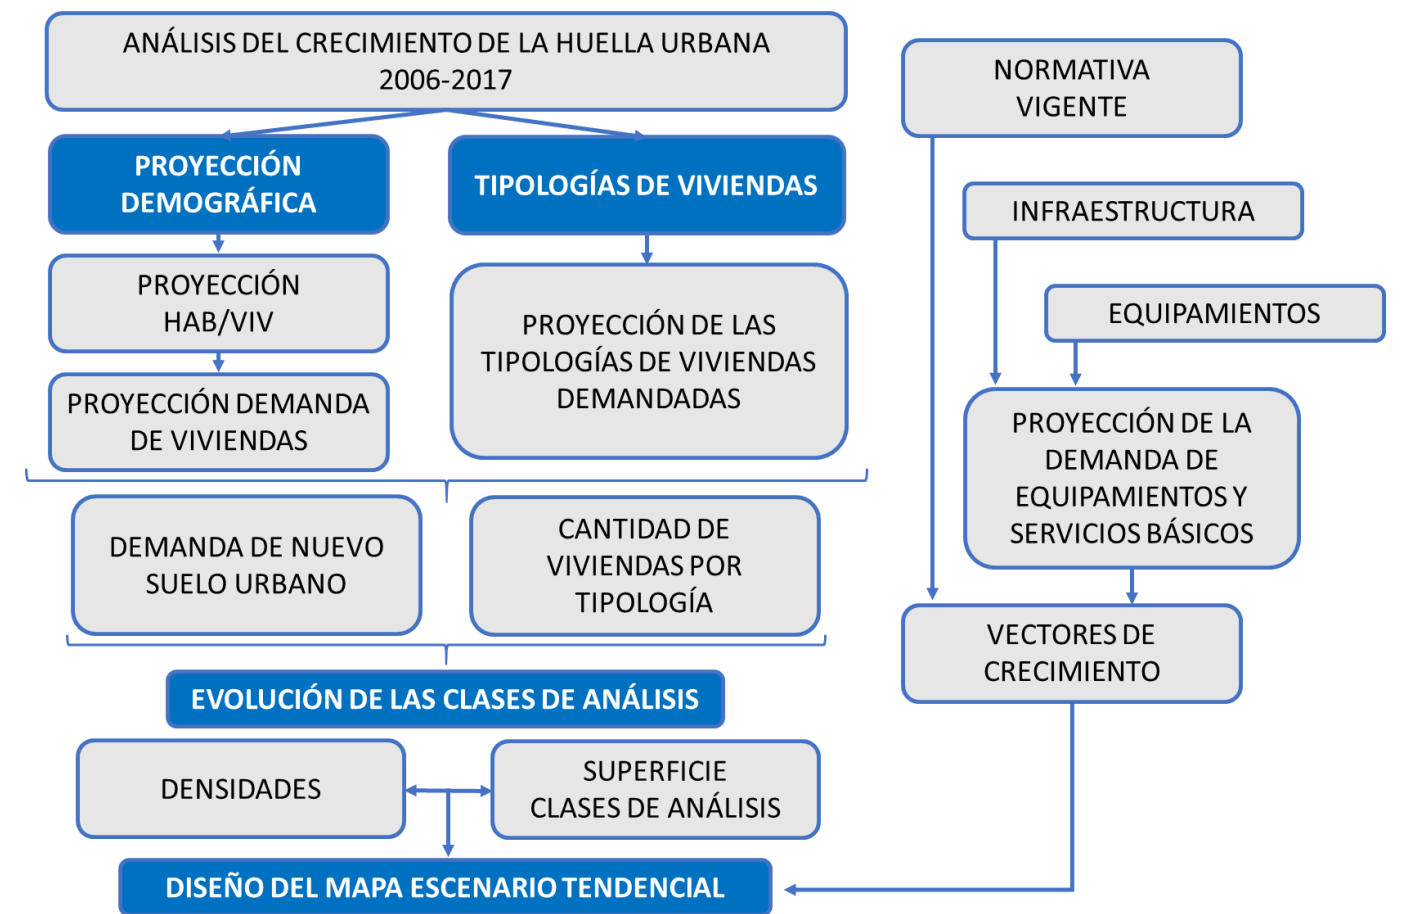 ANÁLISIS DEL CRECIMIENTO DE LA HUELLA URBANA
2006-2017
PROYECCIÓN
DEMOGRÁFICA
TIPOLOGÍAS DE VIVIENDAS
PROYECCIÓN
HAB/VIV
PROYECCIÓN DE LAS
TIPOLOGÍAS DE VIVIENDAS
DEMANDADAS
PROYECCIÓN DEMANDA
DE VIVIENDAS
DEMANDA DE NUEVO
SUELO URBANO
CANTIDAD DE
VIVIENDAS POR
TIPOLOGÍA
EVOLUCIÓN DE LAS CLASES DE ANÁLISIS
DENSIDADES
SUPERFICIE
CLASES DE ANÁLISIS
NORMATIVA
VIGENTE
INFRAESTRUCTURA
EQUIPAMIENTOS
PROYECCIÓN DE LA
DEMANDA DE
EQUIPAMIENTOS Y
SERVICIOS BÁSICOS
VECTORES DE
CRECIMIENTO
DISEÑO DEL MAPA ESCENARIO TENDENCIAL